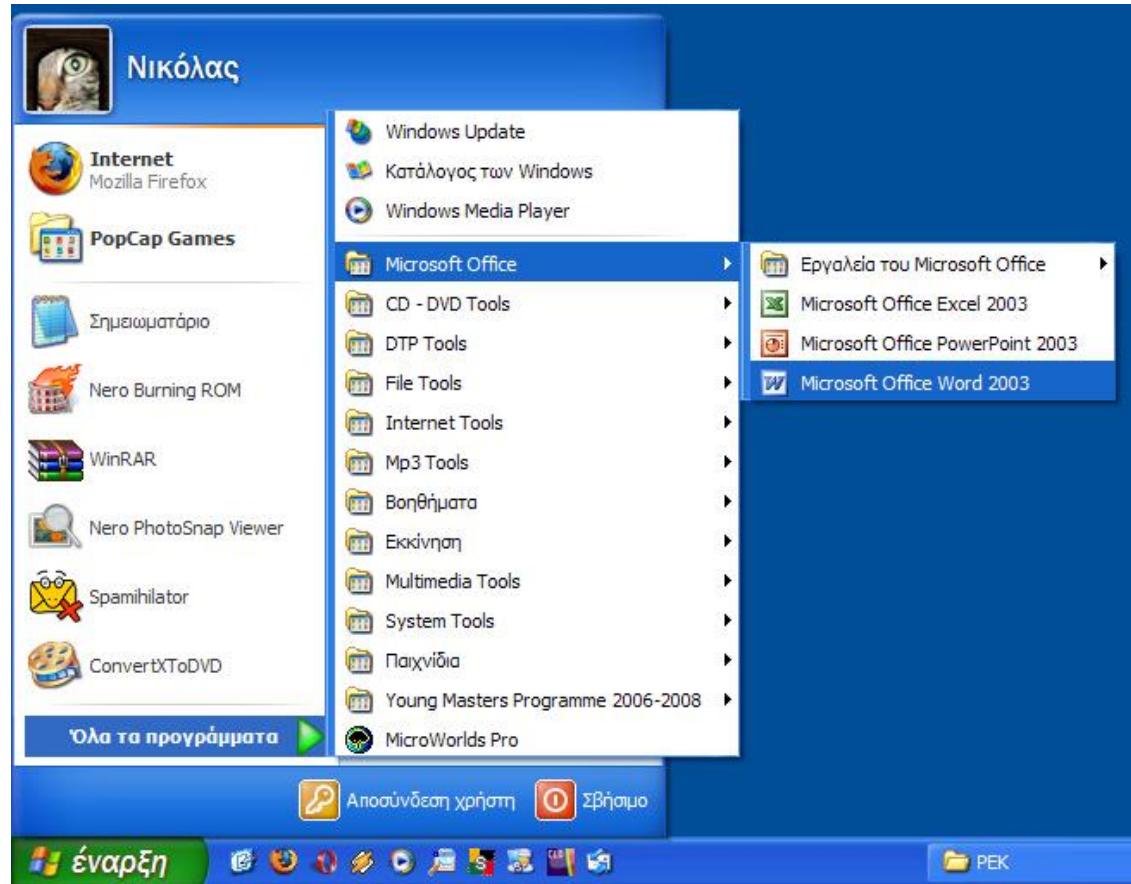 Νικόλας
Internet
Mozilla Firefox
PopCap Games
Σημειωματάριο
Nero Burning ROM
WinRAR
Nero PhotoSnap Viewer
Spamihilator
ConvertXToDVD
Όλα τα προγράμματα
Windows Update
Κατάλογος των Windows
Windows Media Player
Microsoft Office
CD - DVD Tools
DTP Tools
File Tools
Internet Tools
Mp3 Tools
Βοηθήματα
Εκκίνηση
Multimedia Tools
System Tools
Παιχνίδια
Young Masters Programme 2006-2008
MicroWorlds Pro
Εργαλεία του Microsoft Office
Microsoft Office Excel 2003
Microsoft Office PowerPoint 2003
Microsoft Office Word 2003
Αποσύνδεση χρήστη
Σβήσιμο
έναρξη
PEK